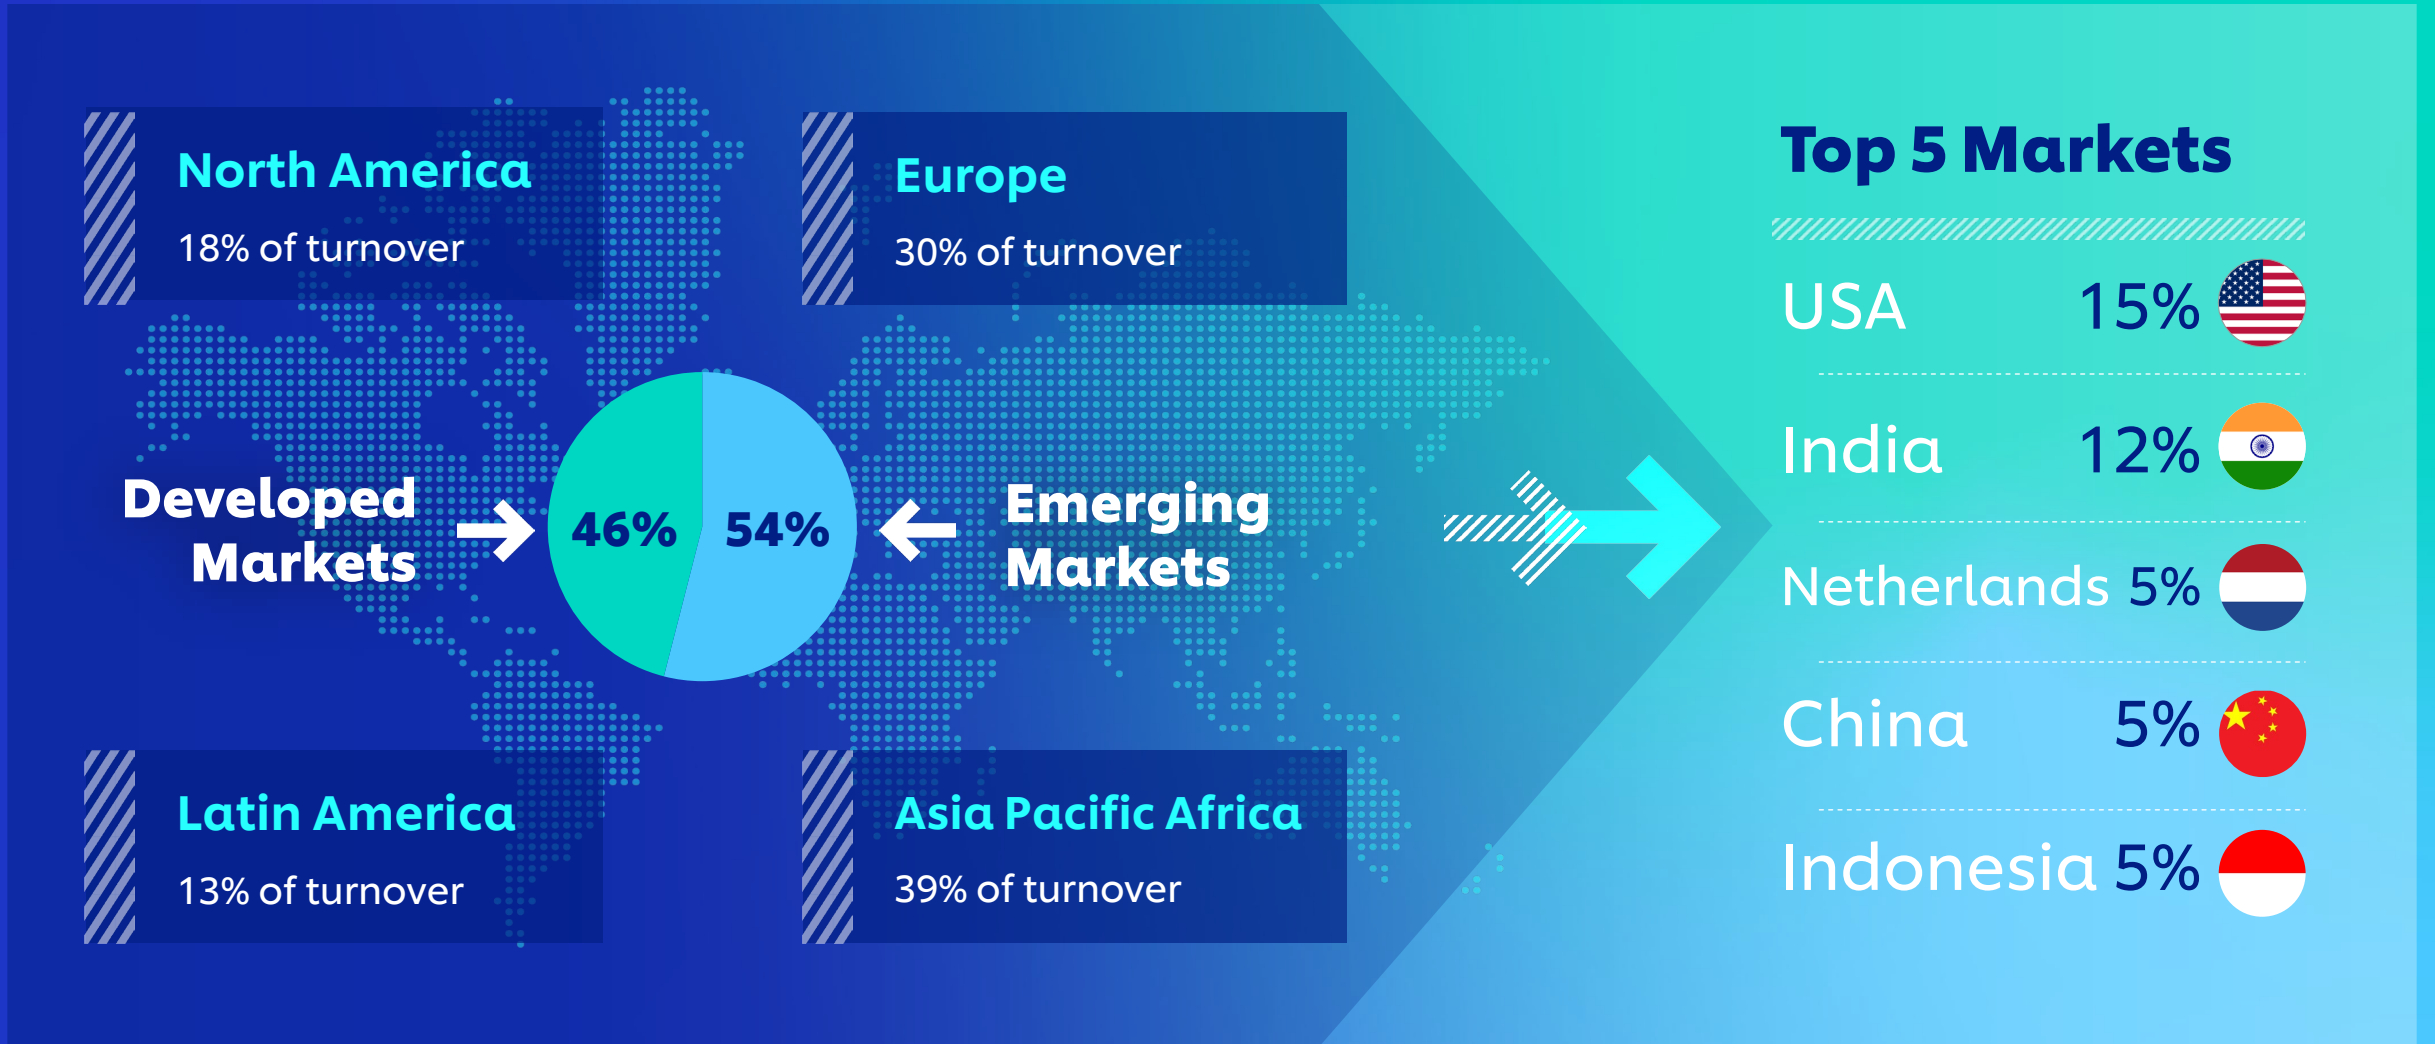 North America
18% of turnover
Europe
30% of turnover
Developed
Markets
46%
54%
Emerging
Markets
Latin America
13% of turnover
Asia Pacific Africa
39% of turnover
Top 5 Markets
USA 15%
India 12%
Netherlands 5%
China 5%
Indonesia 5%